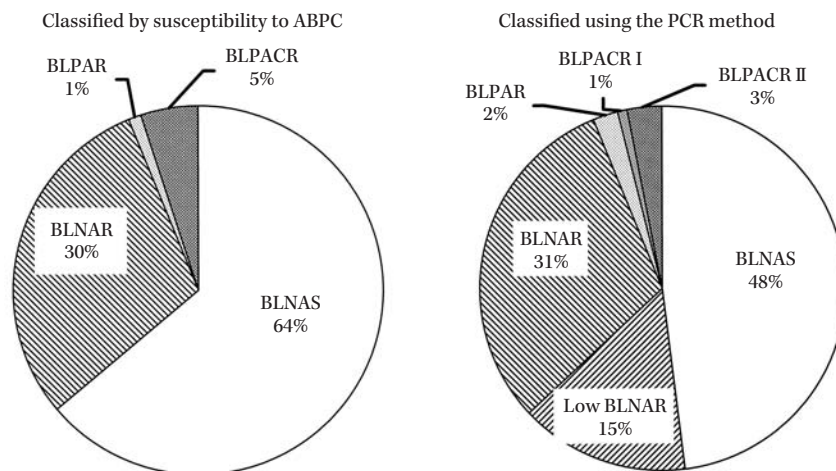 Classified by susceptibility to ABPC
BLPAR
1%
BLPACR
5%
BLNAR
30%
BLNAS
64%
Classified using the PCR method
BLPACR I
1%
BLPAR
2%
BLPACR II
3%
BLNAR
31%
BLNAS
48%
Low BLNAR
15%